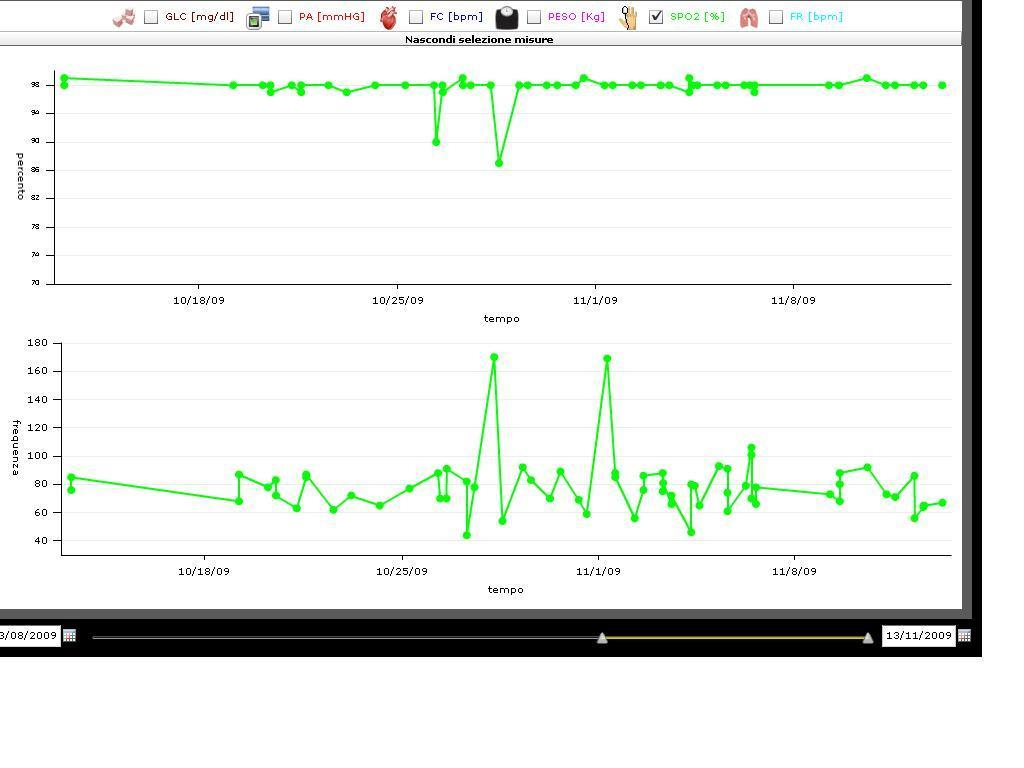 GLC [mg/dl] PA [mmHG] FC [bpm] PESO [Kg] SPO2 [%] FR [bpm]
Nascondi selezione misure
98
94
90
86
82
78
74
70
percento
10/18/09 10/25/09 11/1/09 11/8/09
tempo
180
160
140
120
100
80
60
40
frequenza
10/18/09 10/25/09 11/1/09 11/8/09
tempo
3/08/2009 13/11/2009